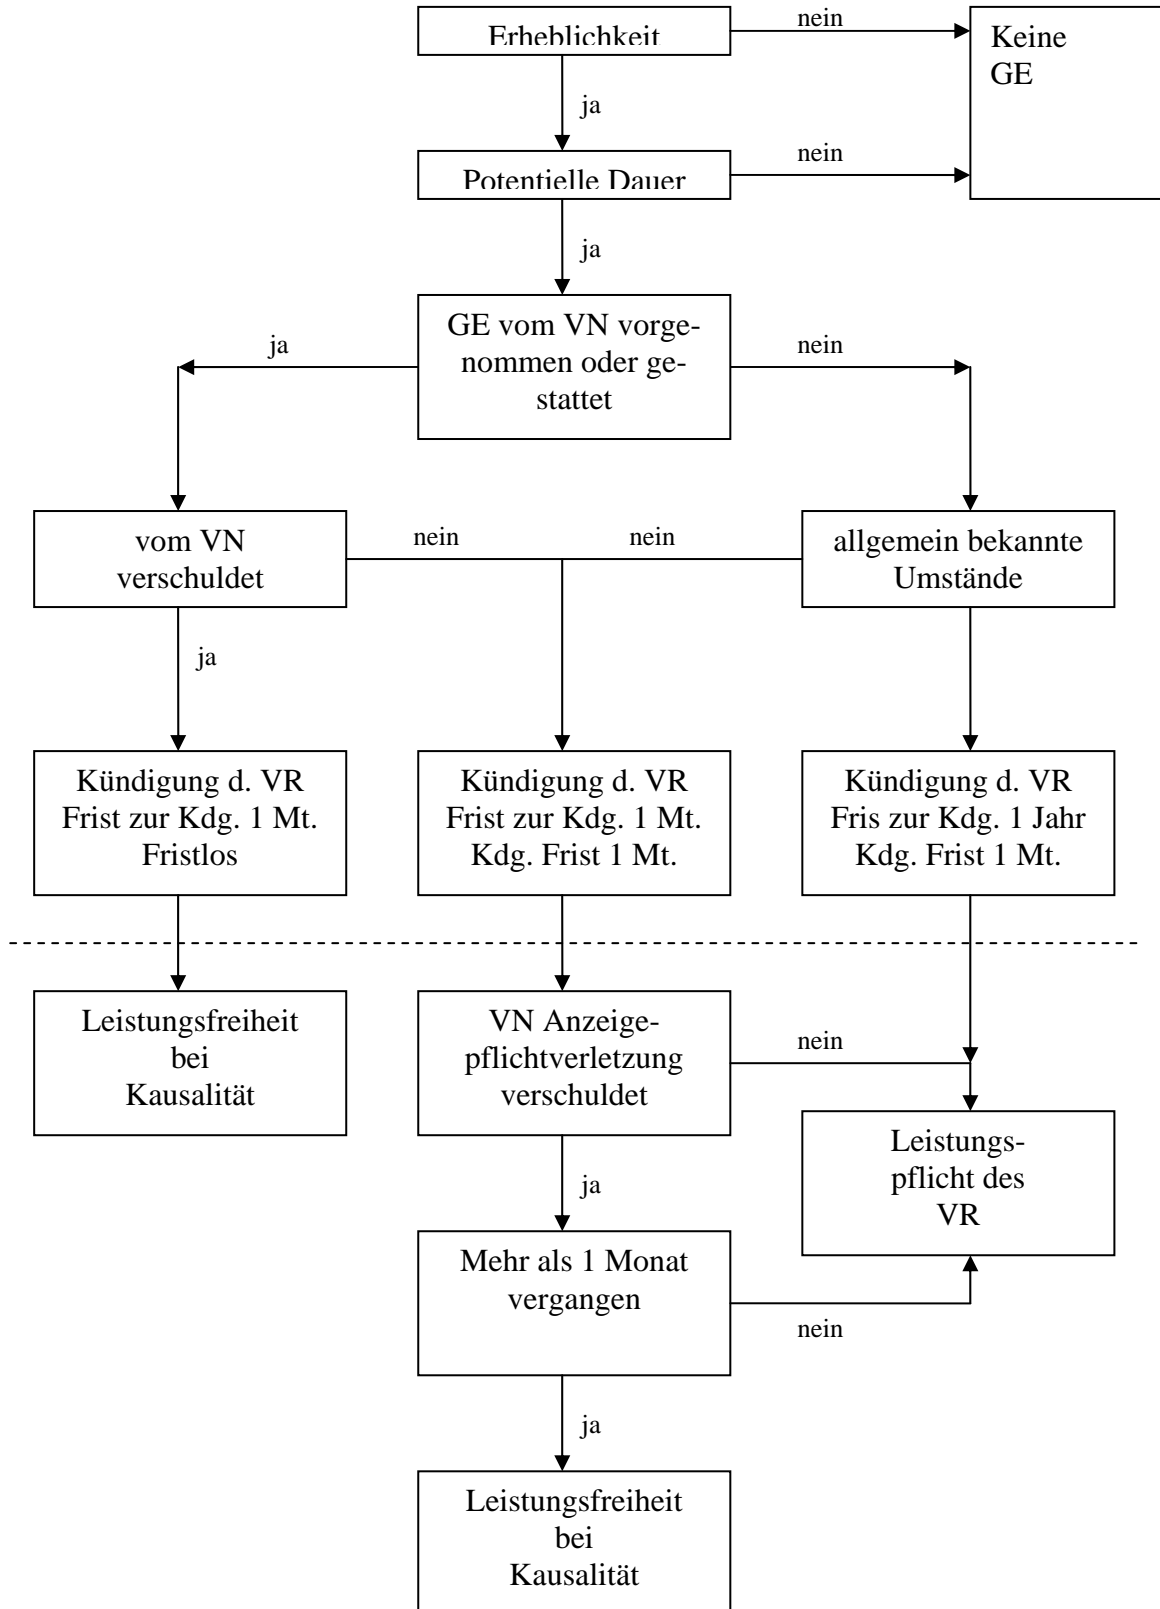 Erheblichkeit
nein
Keine
GE
ja
Potentielle Dauer
nein
ja
GE vom VN vorge-
nommen oder ge-
stattet
ja
nein
vom VN
verschuldet
nein
nein
allgemein bekannte
Umstände
ja
Kündigung d. VR
Frist zur Kdg. 1 Mt.
Fristlos
Kündigung d. VR
Frist zur Kdg. 1 Mt.
Kdg. Frist 1 Mt.
Kündigung d. VR
Fris zur Kdg. 1 Jahr
Kdg. Frist 1 Mt.
Leistungsfreiheit
bei
Kausalität
VN Anzeige-
pflichtverletzung
verschuldet
nein
Leistungs-
pflicht des
VR
ja
Mehr als 1 Monat
vergangen
nein
ja
Leistungsfreiheit
bei
Kausalität